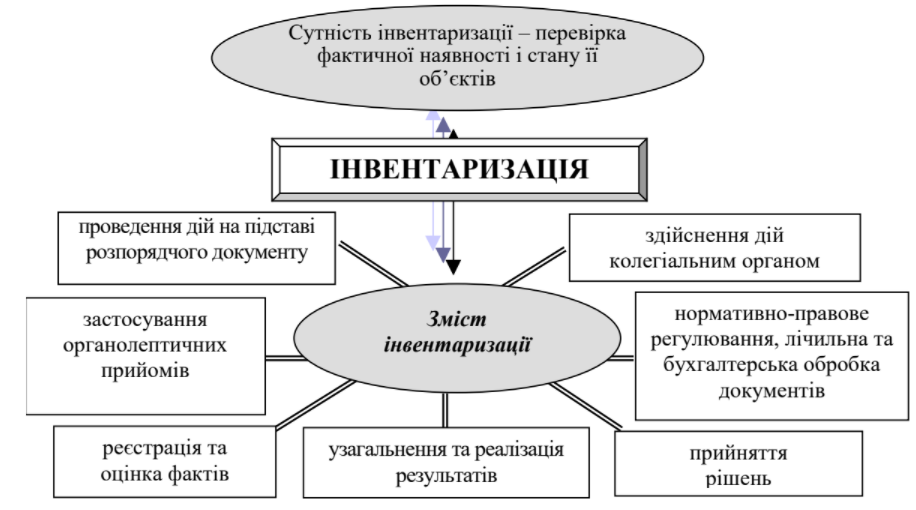 Сутність інвентаризації – перевірка
фактичної наявності і стану її
об’єктів
ІНВЕНТАРИЗАЦІЯ
проведення дій на підставі
розпорядчого документу
здійснення дій
колегіальним органом
застосування
органолептичних
прийомів
Зміст
інвентаризації
нормативно-правове
регулювання, лічильна та
бухгалтерська обробка
документів
реєстрація та
оцінка фактів
узагальнення та реалізація
результатів
прийняття
рішень